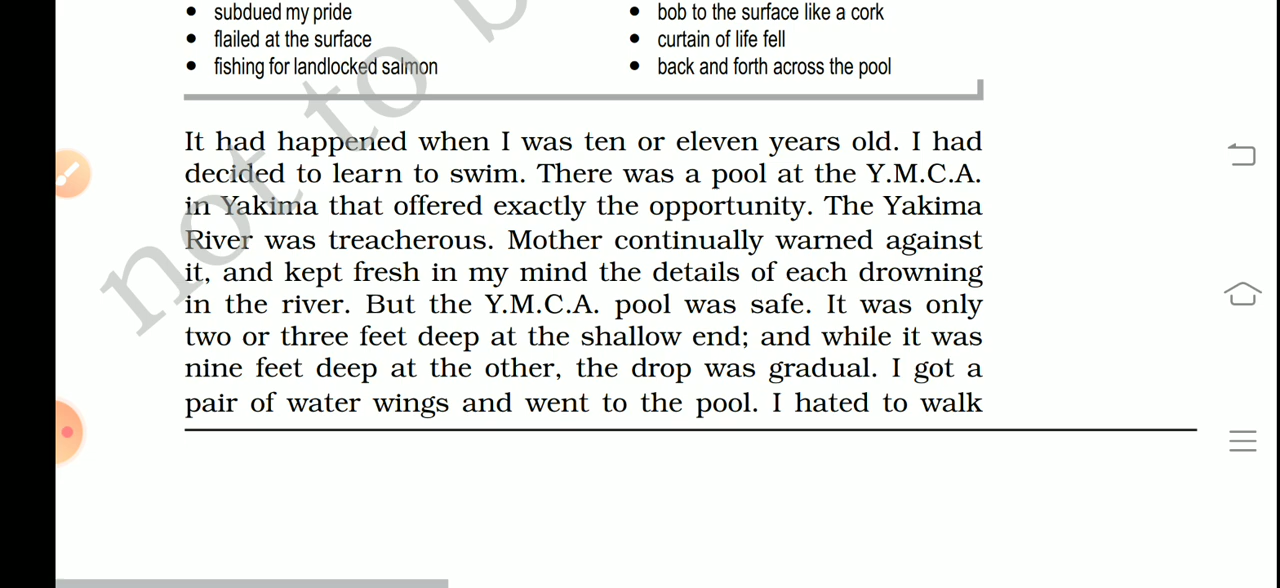 subdued my pride
bob to the surface like a cork
flailed at the surface
curtain of life fell
fishing for landlocked salmon
back and forth across the pool
It had happened when I was ten or eleven years old. I had
decided to learn to swim. There was a pool at the Y.M.C.A.
in Yakima that offered exactly the opportunity. The Yakima
River was treacherous. Mother continually warned against
it, and kept fresh in my mind the details of each drowning
in the river. But the Y.M.C.A. pool was safe. It was only
two or three feet deep at the shallow end; and while it was
nine feet deep at the other, the drop was gradual. I got a
pair of water wings and went to the pool. I hated to walk
not to b